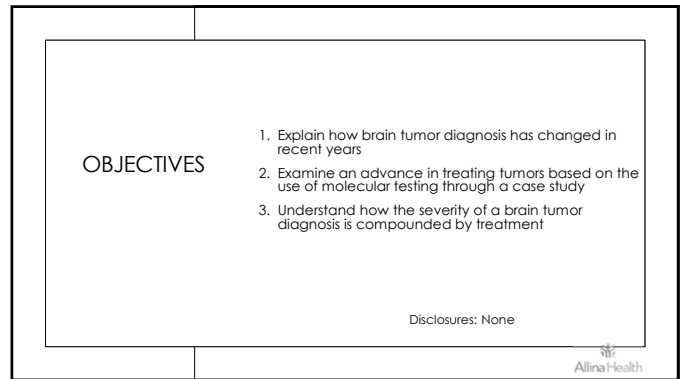 OBJECTIVES
1. Explain how brain tumor diagnosis has changed in
recent years
2. Examine an advance in treating tumors based on the
use of molecular testing through a case study
3. Understand how the severity of a brain tumor
diagnosis is compounded by treatment
Disclosures: None
Allina Health